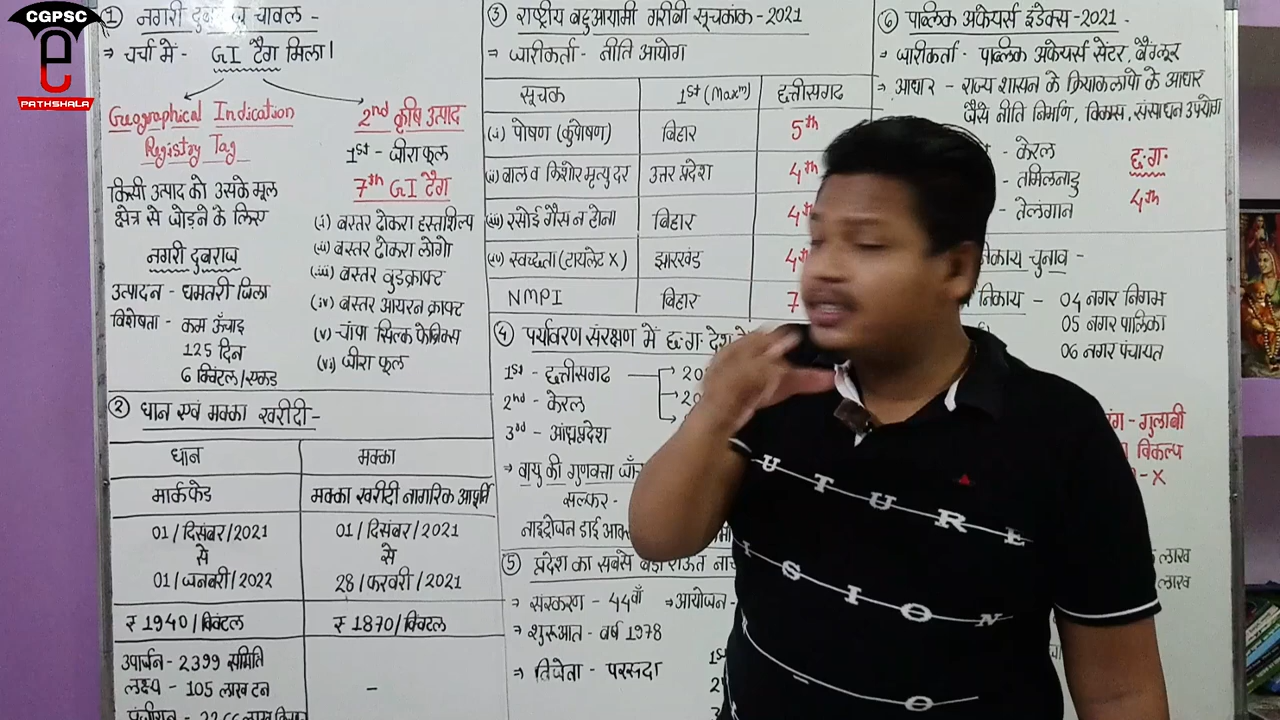 CGPSC
PATHSHALA
① नगरी दुबराज चावल -
⇒ चर्चा में - GI टैग मिला।
Geographical Indication
Registry Tag
किसी उत्पाद को उसके मूल
क्षेत्र से जोड़ने के लिए
नगरी दुबराज
उत्पादन - धमतरी जिला
विशेषता - कम ऊँचाई
125 दिन
6 क्विंटल/एकड
2nd कृषि उत्पाद
1st - जीरा फूल
7th GI टैग
(i) बस्तर ढोकरा हस्तशिल्प
(ii) बस्तर ढोकरा लोगो
(iii) बस्तर वुडक्राफ्ट
(iv) बस्तर आयरन क्राफ्ट
(v) चांपा सिल्क फेब्रिक्स
(vi) जीरा फूल
② धान एवं मक्का खरीदी -
धान मक्का
मार्कफेड मक्का खरीदी नागरिक आपूर्ति
01/दिसंबर/2021 01/दिसंबर/2021
से से
01/जनवरी/2022 28/फरवरी/2021
₹ 1940/क्विंटल ₹ 1870/क्विंटल
उपार्जन - 2399 समिति
लक्ष्य - 105 लाख टन -
③ राष्ट्रीय बहुआयामी गरीबी सूचकांक - 2021
⇒ जारीकर्ता - नीति आयोग
सूचक 1st (Maxm) छत्तीसगढ
(i) पोषण (कुपोषण) बिहार 5th
(ii) बाल व किशोर मृत्युदर उत्तर प्रदेश 4th
(iii) रसोई गैस न होना बिहार 4th
(iv) स्वच्छता (टायलेट X) झारखंड 4th
NMPI बिहार 7
④ पर्यावरण संरक्षण में छ.ग. देश
1st - छत्तीसगढ
2nd - केरल
3rd - आंध्रप्रदेश
⇒ वायु की गुणवत्ता
सल्फर -
नाइट्रोजन डाई
⑤ प्रदेश का सबसे बड़ा राऊत
⇒ संस्करण - 44वाँ ⇒ आयोजन -
⇒ शुरूआत - वर्ष 1978
⇒ विजेता - परसदा
⑥ पाब्लिक अफेयर्स इंडेक्स - 2021 -
⇒ जारीकर्ता - पाब्लिक अफेयर्स सेंटर, बैंगलूर
⇒ आधार - राज्य शासन के क्रियाकलापों के आधार
जैसे नीति निर्माण, विकास, संसाधन उपयोग
- केरल छ.ग.
- तमिलनाडु 4th
- तेलंगान
निकाय चुनाव -
निकाय - 04 नगर निगम
05 नगर पालिका
06 नगर पंचायत
- गुलाबी
विकल्प
- X
लाख
लाख
UTURE
ISION